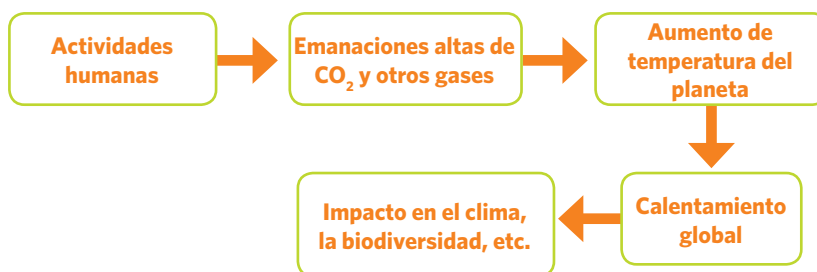 Actividades
humanas
Emanaciones altas de
CO₂ y otros gases
Aumento de
temperatura del
planeta
Calentamiento
global
Impacto en el clima,
la biodiversidad, etc.